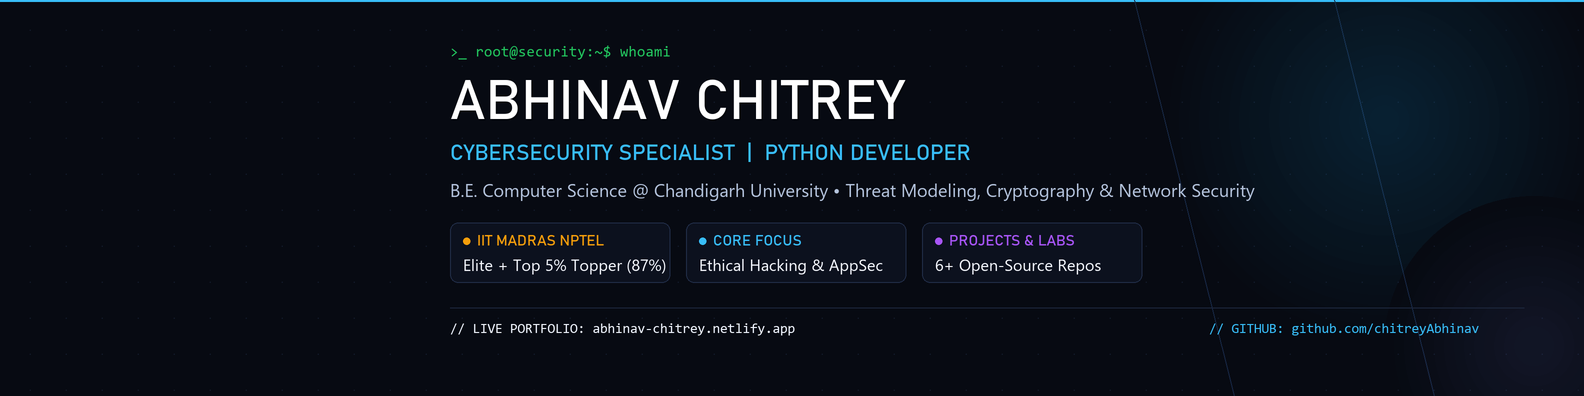 >_ root@security:~$ whoami
ABHINAV CHITREY
CYBERSECURITY SPECIALIST | PYTHON DEVELOPER
B.E. Computer Science @ Chandigarh University • Threat Modeling, Cryptography & Network Security
● IIT MADRAS NPTEL
Elite + Top 5% Topper (87%)
● CORE FOCUS
Ethical Hacking & AppSec
● PROJECTS & LABS
6+ Open-Source Repos
// LIVE PORTFOLIO: abhinav-chitrey.netlify.app
// GITHUB: github.com/chitreyAbhinav